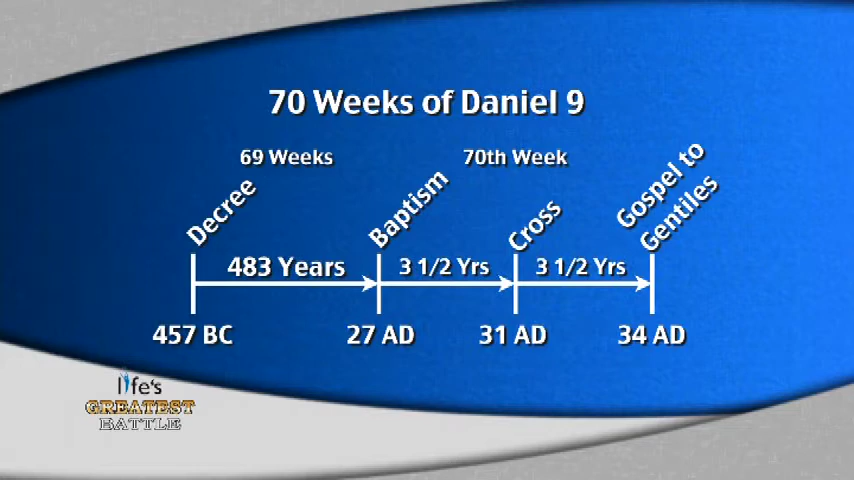 70 Weeks of Daniel 9
69 Weeks
70th Week
Decree
Baptism
Cross
Gospel to
Gentiles
483 Years
3 1/2 Yrs
3 1/2 Yrs
457 BC
27 AD
31 AD
34 AD
life's
GREATEST
BATTLE